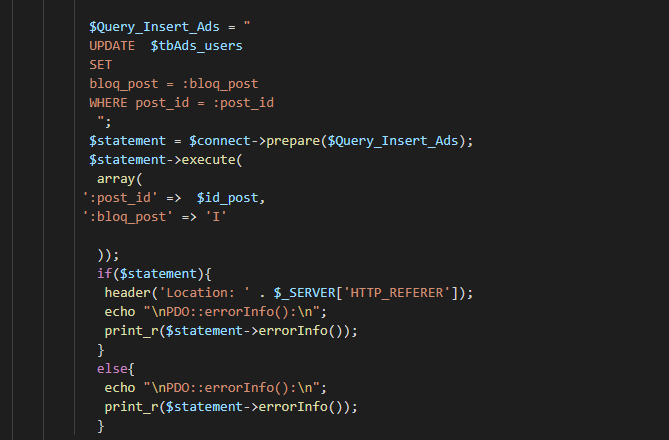 $Query_Insert_Ads = "
UPDATE  $tbAds_users
SET
bloq_post = :bloq_post
WHERE post_id = :post_id
";
$statement = $connect->prepare($Query_Insert_Ads);
$statement->execute(
array(
':post_id' =>  $id_post,
':bloq_post' => 'I'
));
if($statement){
header('Location: ' . $_SERVER['HTTP_REFERER']);
echo "\nPDO::errorInfo():\n";
print_r($statement->errorInfo());
}
else{
echo "\nPDO::errorInfo():\n";
print_r($statement->errorInfo());
}